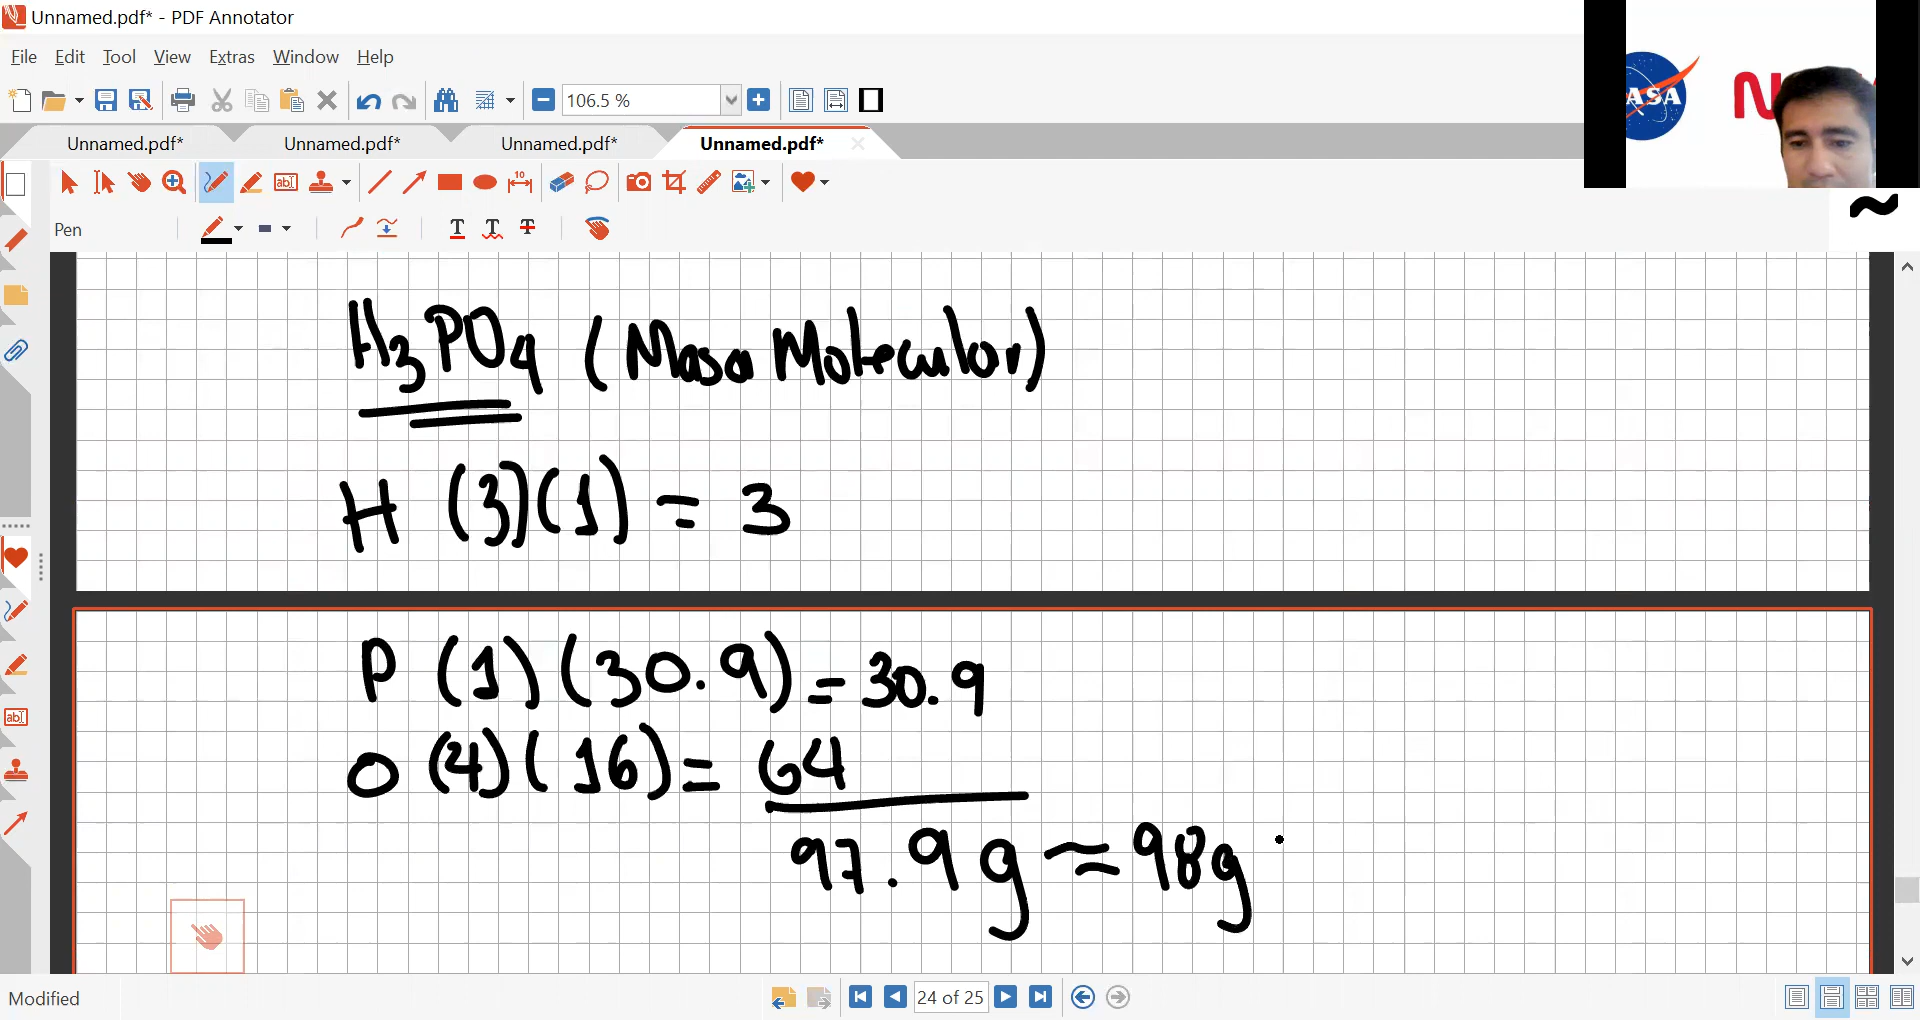 Unnamed.pdf* - PDF Annotator
File Edit Tool View Extras Window Help
106.5 %
Unnamed.pdf* Unnamed.pdf* Unnamed.pdf* Unnamed.pdf*
Pen
H3PO4 (Masa Molecular)
H (3)(1) = 3
P (1) (30.9) = 30.9
O (4) (16) = 64
97.9 g ≈ 98g
Modified
24 of 25